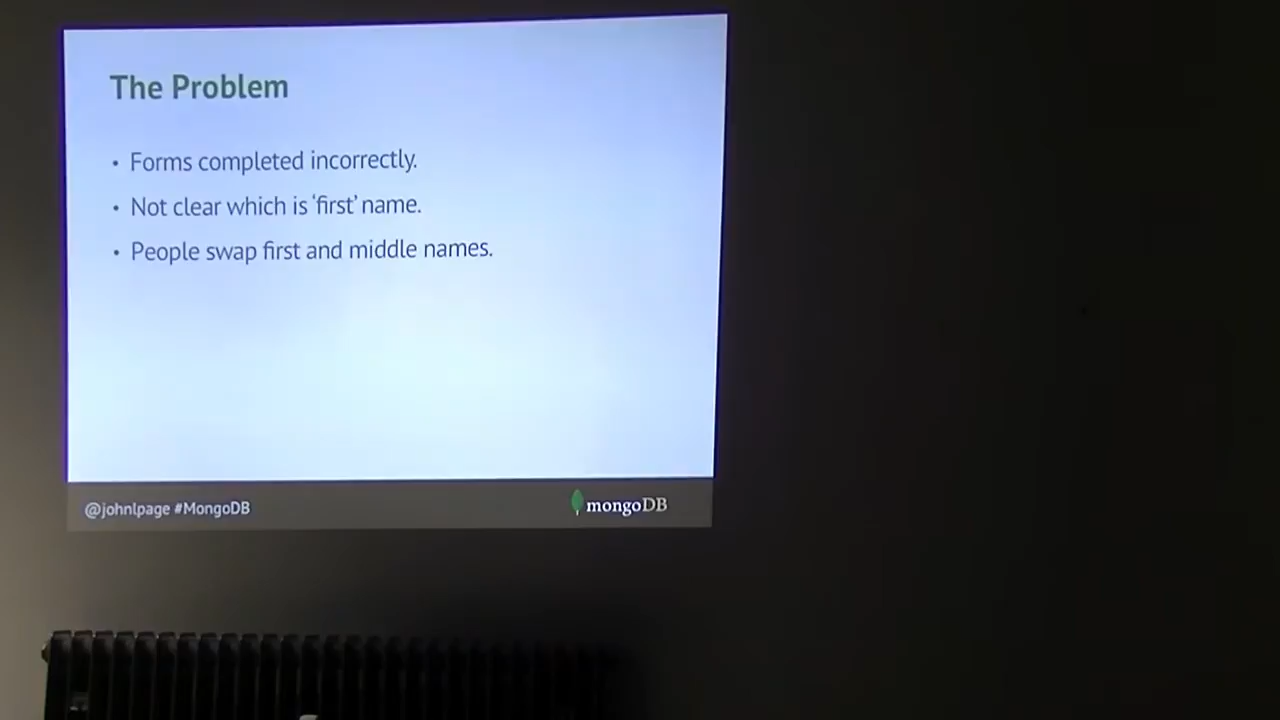 The Problem
• Forms completed incorrectly.
• Not clear which is ‘first’ name.
• People swap first and middle names.
@johnlpage #MongoDB
mongoDB